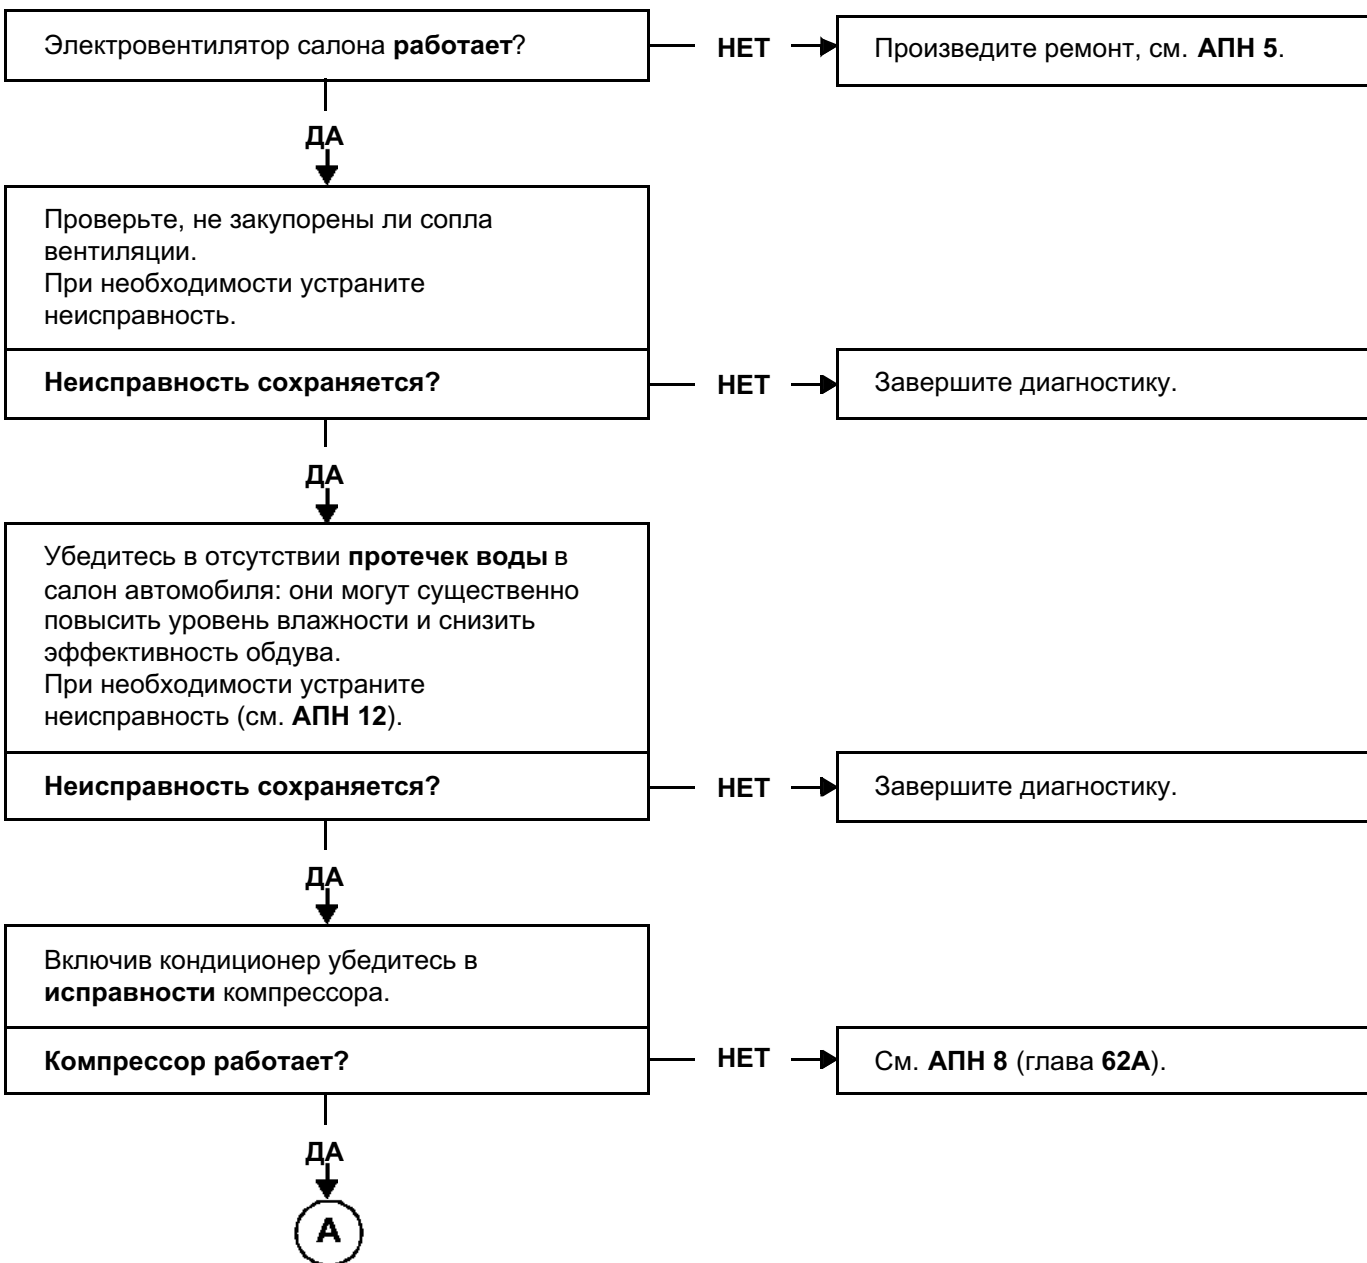 Электровентилятор салона работает?
НЕТ
Произведите ремонт, см. АПН 5.
ДА
Проверьте, не закупорены ли сопла
вентиляции.
При необходимости устраните
неисправность.
Неисправность сохраняется?
НЕТ
Завершите диагностику.
ДА
Убедитесь в отсутствии протечек воды в
салон автомобиля: они могут существенно
повысить уровень влажности и снизить
эффективность обдува.
При необходимости устраните
неисправность (см. АПН 12).
Неисправность сохраняется?
НЕТ
Завершите диагностику.
ДА
Включив кондиционер убедитесь в
исправности компрессора.
Компрессор работает?
НЕТ
См. АПН 8 (глава 62А).
ДА
А